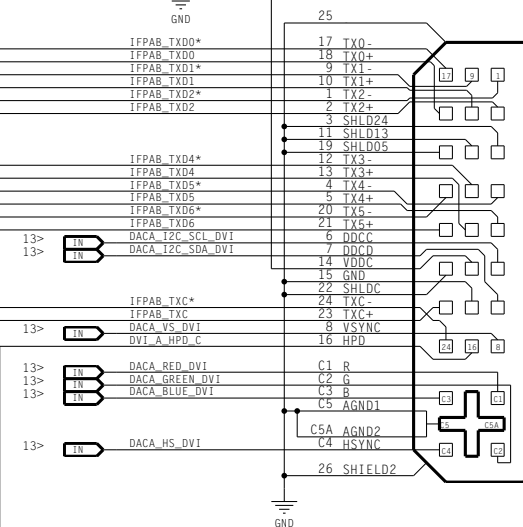 GND
25
IFPAB_TXD0* 17 TX0-
IFPAB_TXD0 18 TX0+
IFPAB_TXD1* 9 TX1-
IFPAB_TXD1 10 TX1+
IFPAB_TXD2* 1 TX2-
IFPAB_TXD2 2 TX2+
17 9 1
3 SHLD24
11 SHLD13
19 SHLD05
IFPAB_TXD4* 12 TX3-
IFPAB_TXD4 13 TX3+
IFPAB_TXD5* 4 TX4-
IFPAB_TXD5 5 TX4+
IFPAB_TXD6* 20 TX5-
IFPAB_TXD6 21 TX5+
13> IN DACA_I2C_SCL_DVI 6 DDCC
13> IN DACA_I2C_SDA_DVI 7 DDCD
14 VDDC
15 GND
22 SHLDC
IFPAB_TXC* 24 TXC-
IFPAB_TXC 23 TXC+
13> IN DACA_VS_DVI 8 VSYNC
DVI_A_HPD_C 16 HPD
24 16 8
13> IN DACA_RED_DVI C1 R
13> IN DACA_GREEN_DVI C2 G
13> IN DACA_BLUE_DVI C3 B
C3 C1
C5 AGND1
C5 C5A
C5A AGND2
13> IN DACA_HS_DVI C4 HSYNC
C4 C2
26 SHIELD2
GND